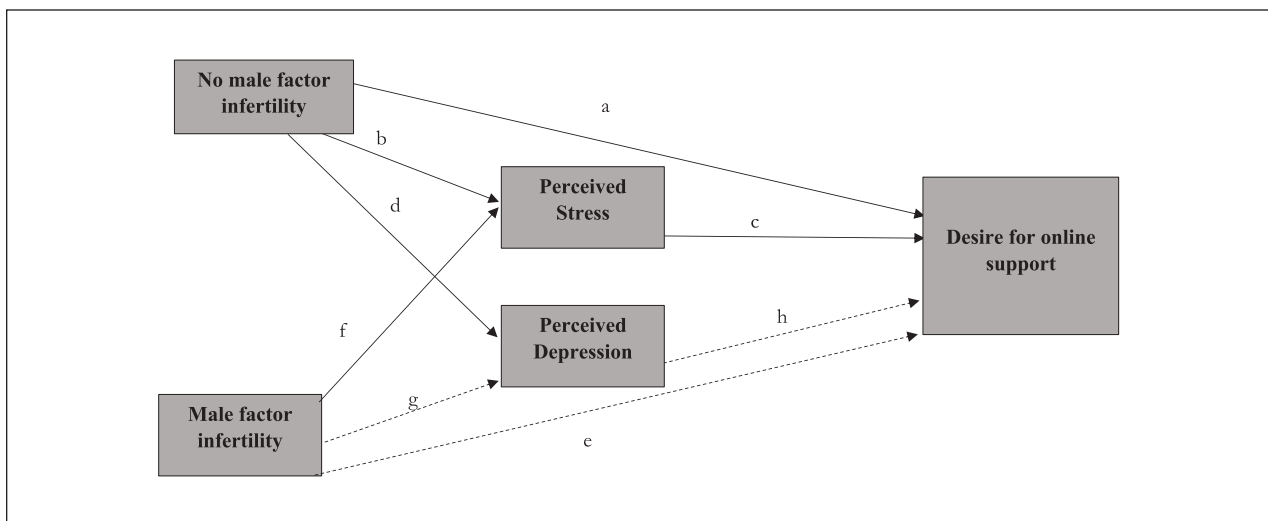 No male factor
infertility
a
b
Perceived
Stress
d
c
Desire for online
support
f
Perceived
Depression
h
g
Male factor
infertility
e